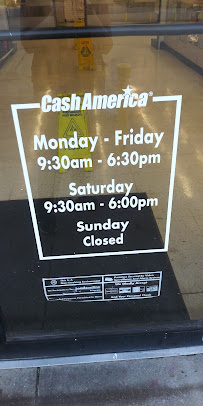 CashAmerica
Monday - Friday
9:30am - 6:30pm
Saturday
9:30am - 6:00pm
Sunday
Closed